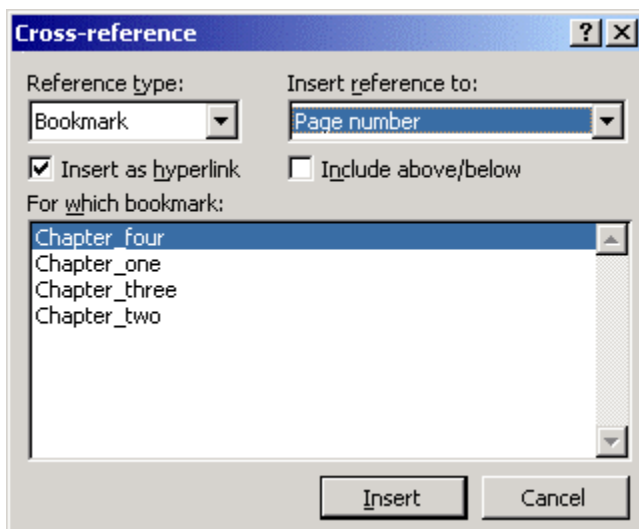 Cross-reference
Reference type:
Insert reference to:
Bookmark
Page number
Insert as hyperlink
Include above/below
For which bookmark:
Chapter_four
Chapter_one
Chapter_three
Chapter_two
Insert
Cancel